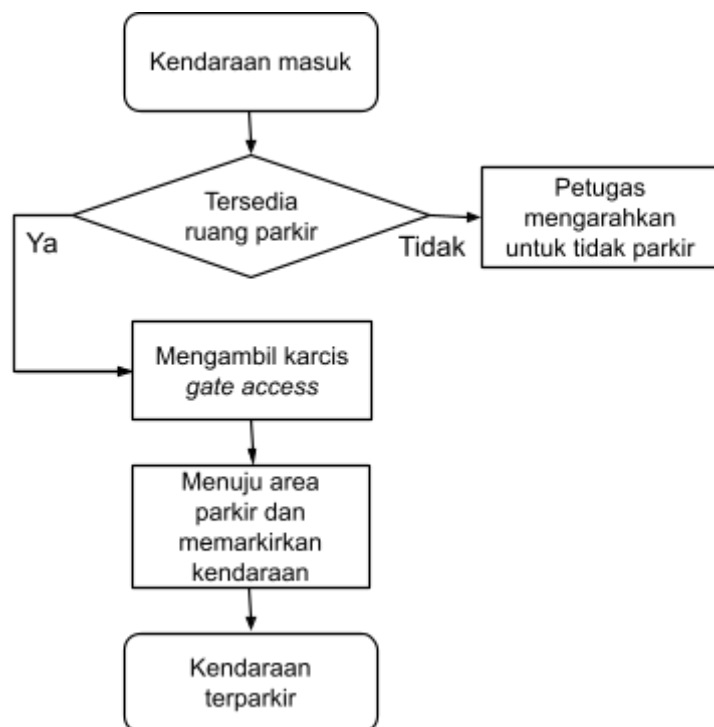 Kendaraan masuk
Tersedia
ruang parkir
Petugas
mengarahkan
untuk tidak parkir
Ya
Tidak
Mengambil karcis
gate access
Menuju area
parkir dan
memarkirkan
kendaraan
Kendaraan
terparkir